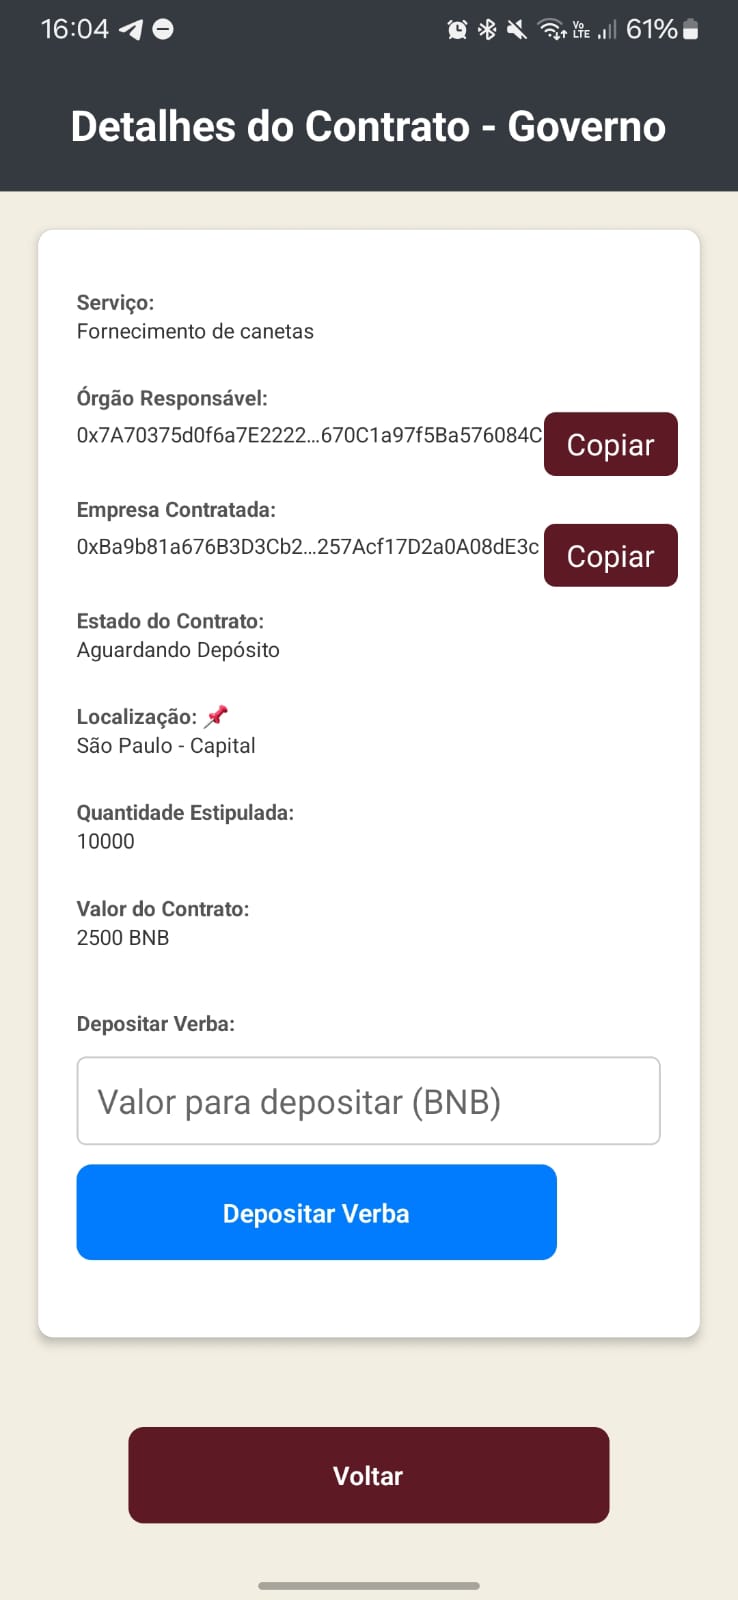 16:04
Vo
LTE
61%
Detalhes do Contrato - Governo
Serviço:
Fornecimento de canetas
Órgão Responsável:
0x7A70375d0f6a7E2222...670C1a97f5Ba576084C
Copiar
Empresa Contratada:
0xBa9b81a676B3D3Cb2...257Acf17D2a0A08dE3c
Copiar
Estado do Contrato:
Aguardando Depósito
Localização: 📌
São Paulo - Capital
Quantidade Estipulada:
10000
Valor do Contrato:
2500 BNB
Depositar Verba:
Valor para depositar (BNB)
Depositar Verba
Voltar